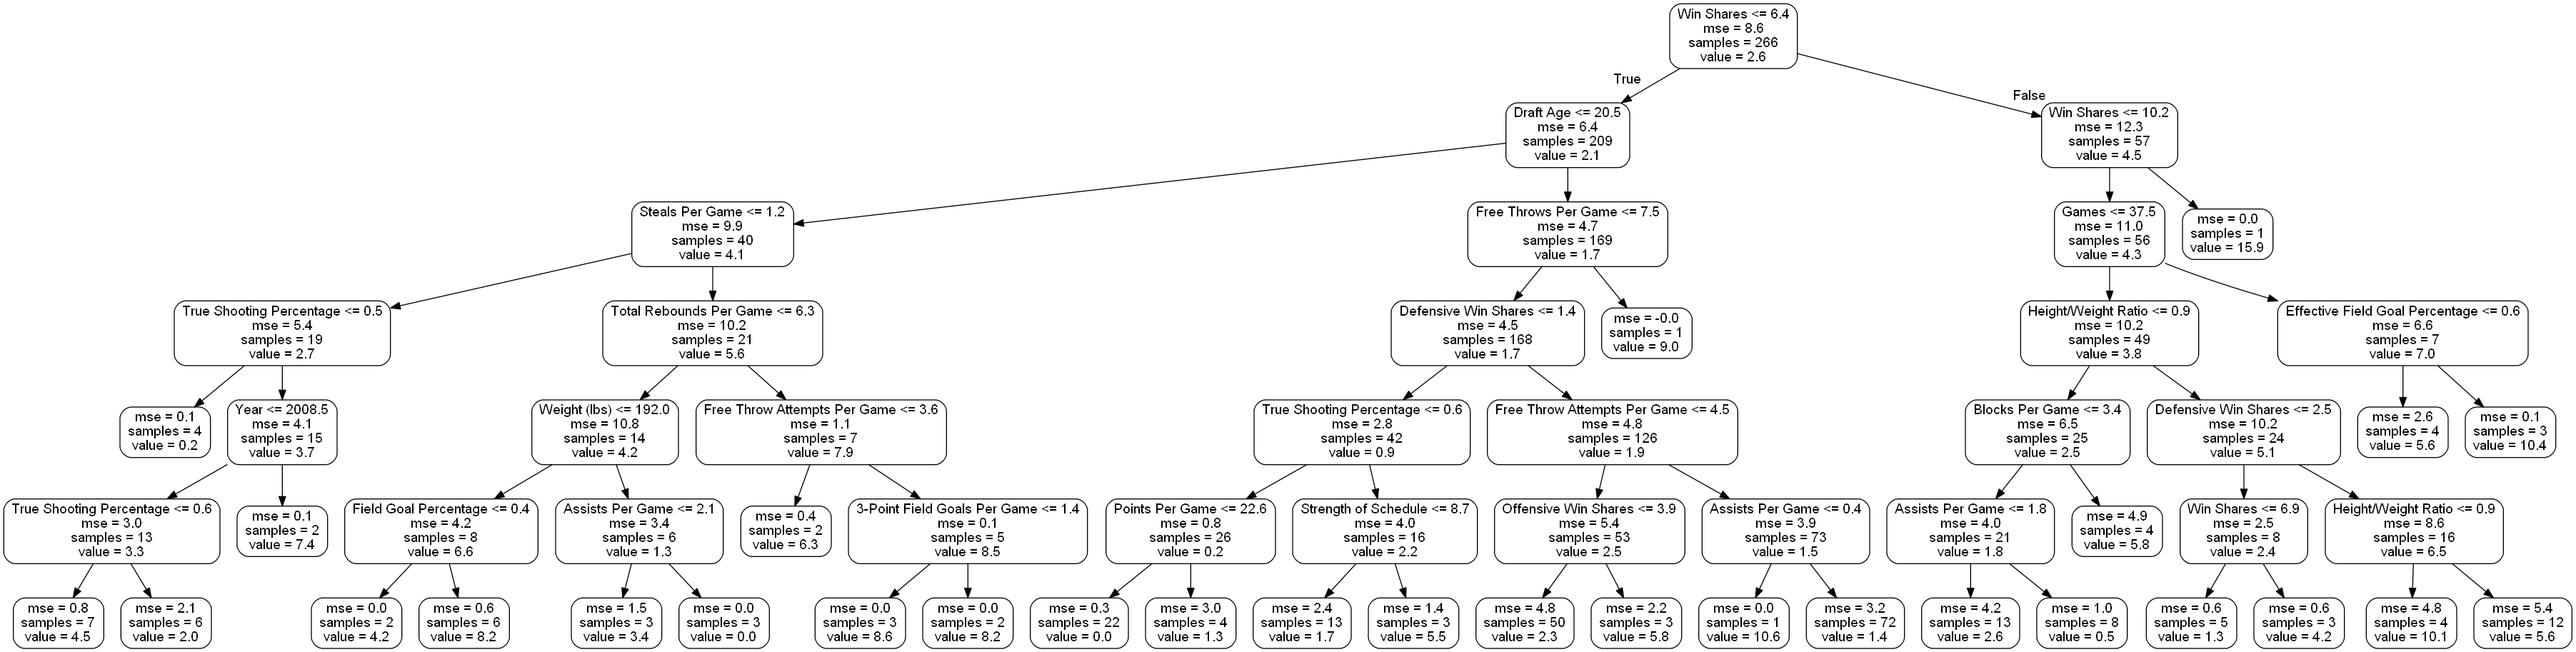 Win Shares <= 6.4
mse = 8.6
samples = 266
value = 2.6
True
False
Draft Age <= 20.5
mse = 6.4
samples = 209
value = 2.1
Win Shares <= 10.2
mse = 12.3
samples = 57
value = 4.5
Steals Per Game <= 1.2
mse = 9.9
samples = 40
value = 4.1
Free Throws Per Game <= 7.5
mse = 4.7
samples = 169
value = 1.7
Games <= 37.5
mse = 11.0
samples = 56
value = 4.3
mse = 0.0
samples = 1
value = 15.9
True Shooting Percentage <= 0.5
mse = 5.4
samples = 19
value = 2.7
Total Rebounds Per Game <= 6.3
mse = 10.2
samples = 21
value = 5.6
Defensive Win Shares <= 1.4
mse = 4.5
samples = 168
value = 1.7
mse = -0.0
samples = 1
value = 9.0
Height/Weight Ratio <= 0.9
mse = 10.2
samples = 49
value = 3.8
Effective Field Goal Percentage <= 0.6
mse = 6.6
samples = 7
value = 7.0
mse = 0.1
samples = 4
value = 0.2
Year <= 2008.5
mse = 4.1
samples = 15
value = 3.7
Weight (lbs) <= 192.0
mse = 10.8
samples = 14
value = 4.2
Free Throw Attempts Per Game <= 3.6
mse = 1.1
samples = 7
value = 7.9
True Shooting Percentage <= 0.6
mse = 2.8
samples = 42
value = 0.9
Free Throw Attempts Per Game <= 4.5
mse = 4.8
samples = 126
value = 1.9
Blocks Per Game <= 3.4
mse = 6.5
samples = 25
value = 2.5
Defensive Win Shares <= 2.5
mse = 10.2
samples = 24
value = 5.1
mse = 2.6
samples = 4
value = 5.6
mse = 0.1
samples = 3
value = 10.4
True Shooting Percentage <= 0.6
mse = 3.0
samples = 13
value = 3.3
mse = 0.1
samples = 2
value = 7.4
Field Goal Percentage <= 0.4
mse = 4.2
samples = 8
value = 6.6
Assists Per Game <= 2.1
mse = 3.4
samples = 6
value = 1.3
mse = 0.4
samples = 2
value = 6.3
3-Point Field Goals Per Game <= 1.4
mse = 0.1
samples = 5
value = 8.5
Points Per Game <= 22.6
mse = 0.8
samples = 26
value = 0.2
Strength of Schedule <= 8.7
mse = 4.0
samples = 16
value = 2.2
Offensive Win Shares <= 3.9
mse = 5.4
samples = 53
value = 2.5
Assists Per Game <= 0.4
mse = 3.9
samples = 73
value = 1.5
Assists Per Game <= 1.8
mse = 4.0
samples = 21
value = 1.8
mse = 4.9
samples = 4
value = 5.8
Win Shares <= 6.9
mse = 2.5
samples = 8
value = 2.4
Height/Weight Ratio <= 0.9
mse = 8.6
samples = 16
value = 6.5
mse = 0.8
samples = 7
value = 4.5
mse = 2.1
samples = 6
value = 2.0
mse = 0.0
samples = 2
value = 4.2
mse = 0.6
samples = 6
value = 8.2
mse = 1.5
samples = 3
value = 3.4
mse = 0.0
samples = 3
value = 0.0
mse = 0.0
samples = 3
value = 8.6
mse = 0.0
samples = 2
value = 8.2
mse = 0.3
samples = 22
value = 0.0
mse = 3.0
samples = 4
value = 1.3
mse = 2.4
samples = 13
value = 1.7
mse = 1.4
samples = 3
value = 5.5
mse = 4.8
samples = 50
value = 2.3
mse = 2.2
samples = 3
value = 5.8
mse = 0.0
samples = 1
value = 10.6
mse = 3.2
samples = 72
value = 1.4
mse = 4.2
samples = 13
value = 2.6
mse = 1.0
samples = 8
value = 0.5
mse = 0.6
samples = 5
value = 1.3
mse = 0.6
samples = 3
value = 4.2
mse = 4.8
samples = 4
value = 10.1
mse = 5.4
samples = 12
value = 5.6